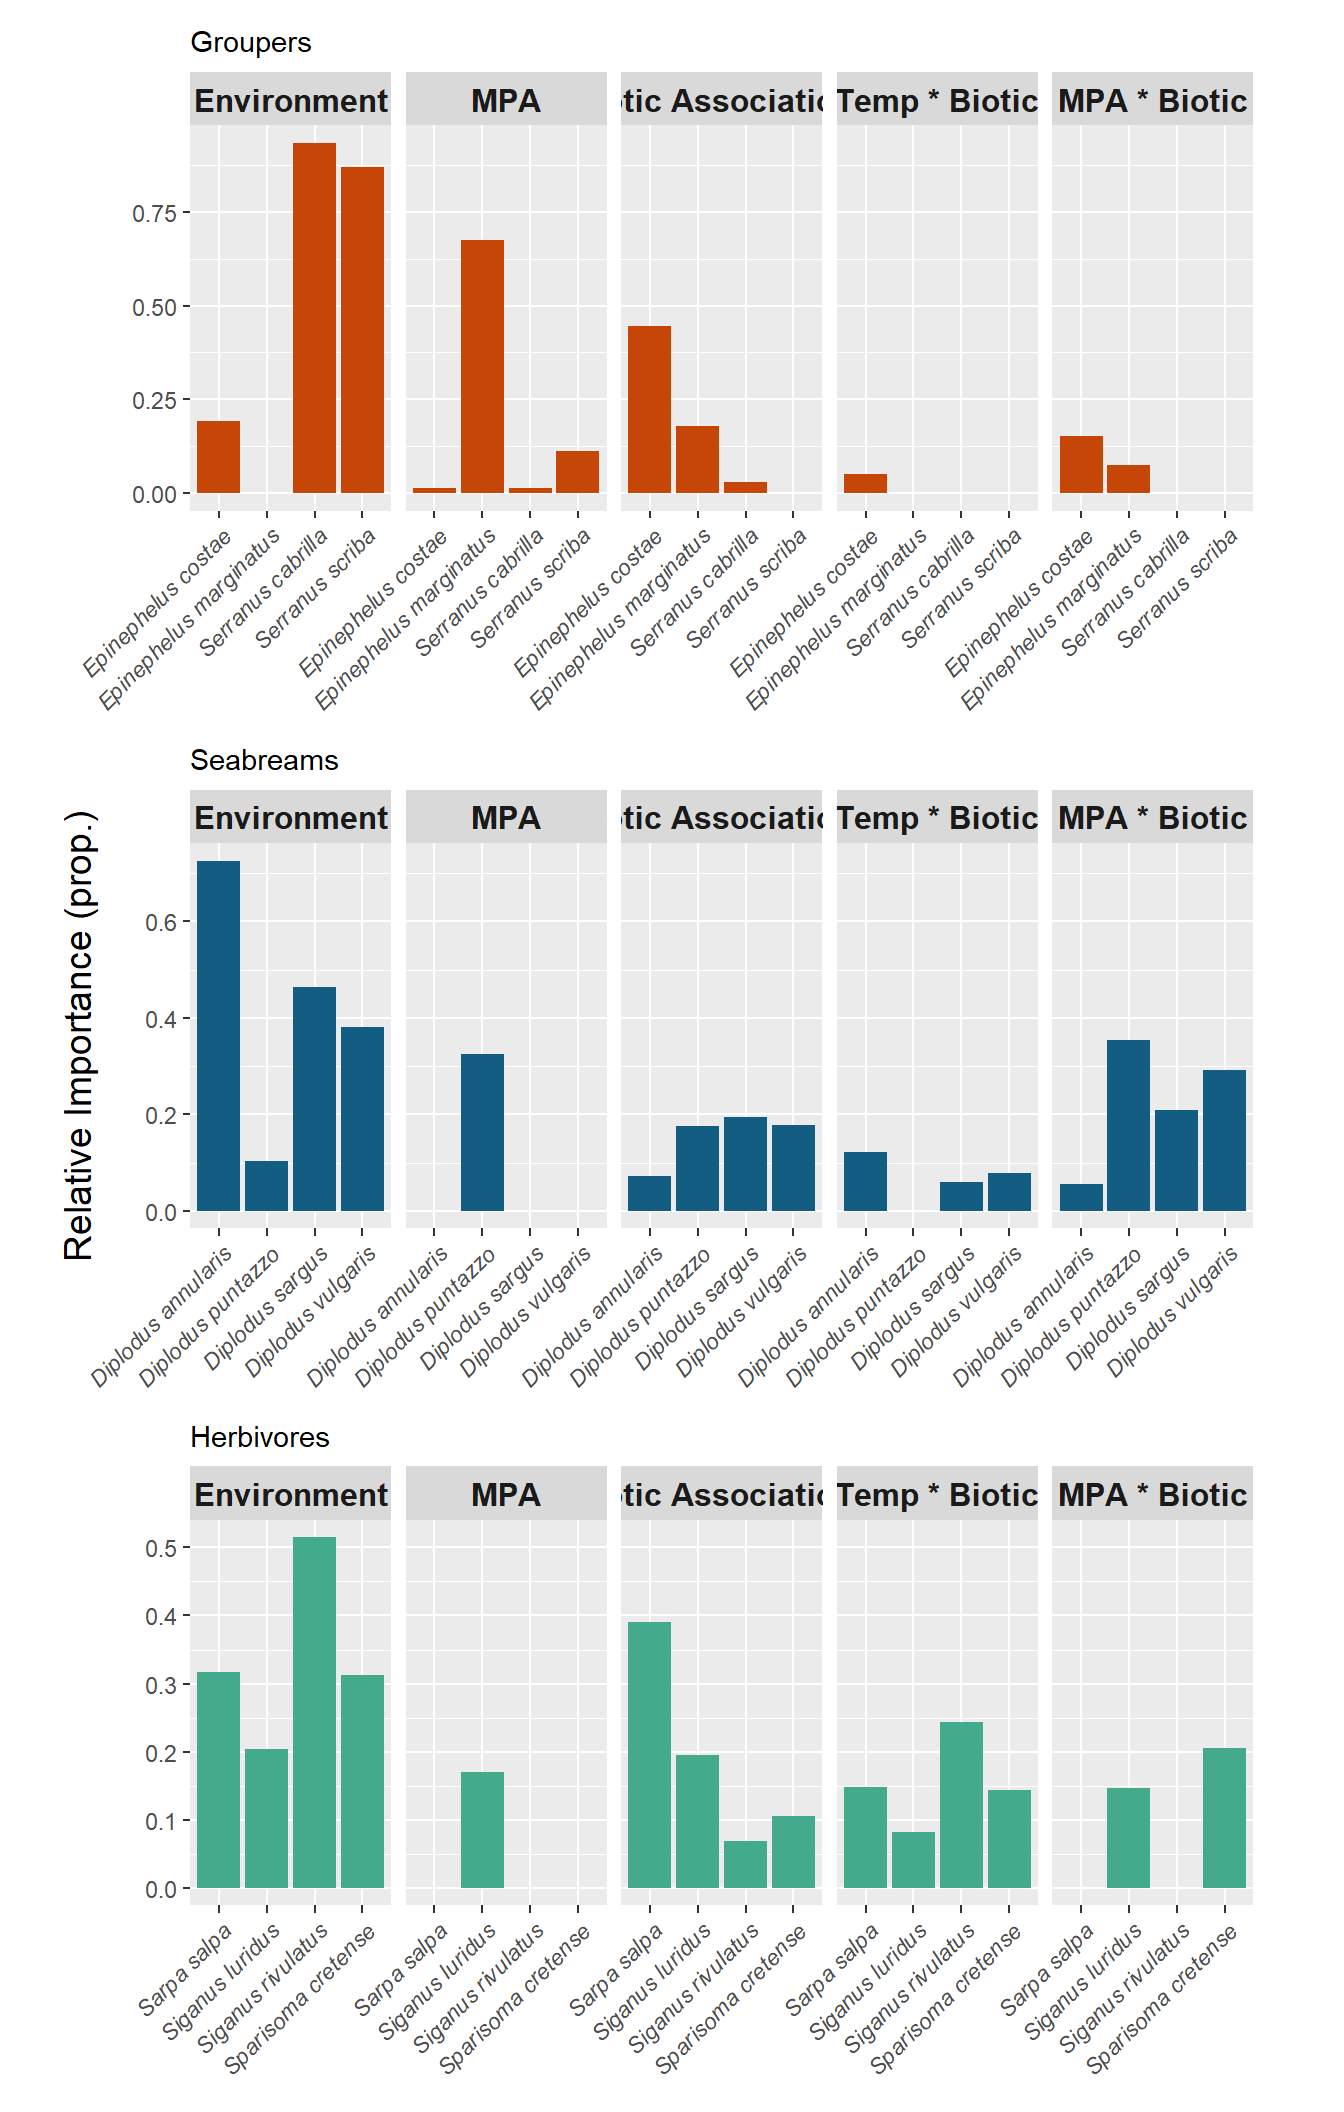 Groupers
Environment MPA otic Associatio Temp * Biotic MPA * Biotic
0.75
0.50
0.25
0.00
Epinephelus costae Epinephelus marginatus Serranus cabrilla Serranus scriba Epinephelus costae Epinephelus marginatus Serranus cabrilla Serranus scriba Epinephelus costae Epinephelus marginatus Serranus cabrilla Serranus scriba Epinephelus costae Epinephelus marginatus Serranus cabrilla Serranus scriba Epinephelus costae Epinephelus marginatus Serranus cabrilla Serranus scriba
Relative Importance (prop.)
Seabreams
Environment MPA otic Associatio Temp * Biotic MPA * Biotic
0.6
0.4
0.2
0.0
Diplodus annularis Diplodus puntazzo Diplodus sargus Diplodus vulgaris Diplodus annularis Diplodus puntazzo Diplodus sargus Diplodus vulgaris Diplodus annularis Diplodus puntazzo Diplodus sargus Diplodus vulgaris Diplodus annularis Diplodus puntazzo Diplodus sargus Diplodus vulgaris Diplodus annularis Diplodus puntazzo Diplodus sargus Diplodus vulgaris
Herbivores
Environment MPA otic Associatio Temp * Biotic MPA * Biotic
0.5
0.4
0.3
0.2
0.1
0.0
Sarpa salpa Siganus luridus Siganus rivulatus Sparisoma cretense Sarpa salpa Siganus luridus Siganus rivulatus Sparisoma cretense Sarpa salpa Siganus luridus Siganus rivulatus Sparisoma cretense Sarpa salpa Siganus luridus Siganus rivulatus Sparisoma cretense Sarpa salpa Siganus luridus Siganus rivulatus Sparisoma cretense